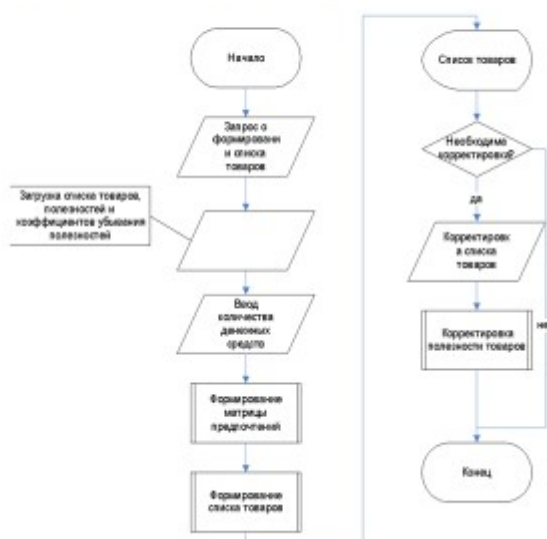 Начало
Запрос о
формировани
и списка
товаров
Загрузка списка товаров,
полезностей и
коэффициентов убывания
полезностей
Ввод
количества
денежных
средств
Формирование
матрицы
предпочтений
Формирование
списка товаров
Список товаров
Необходима
корректировка?
да
Корректировк
а списка
товаров
Корректировка
полезности товаров
Конец